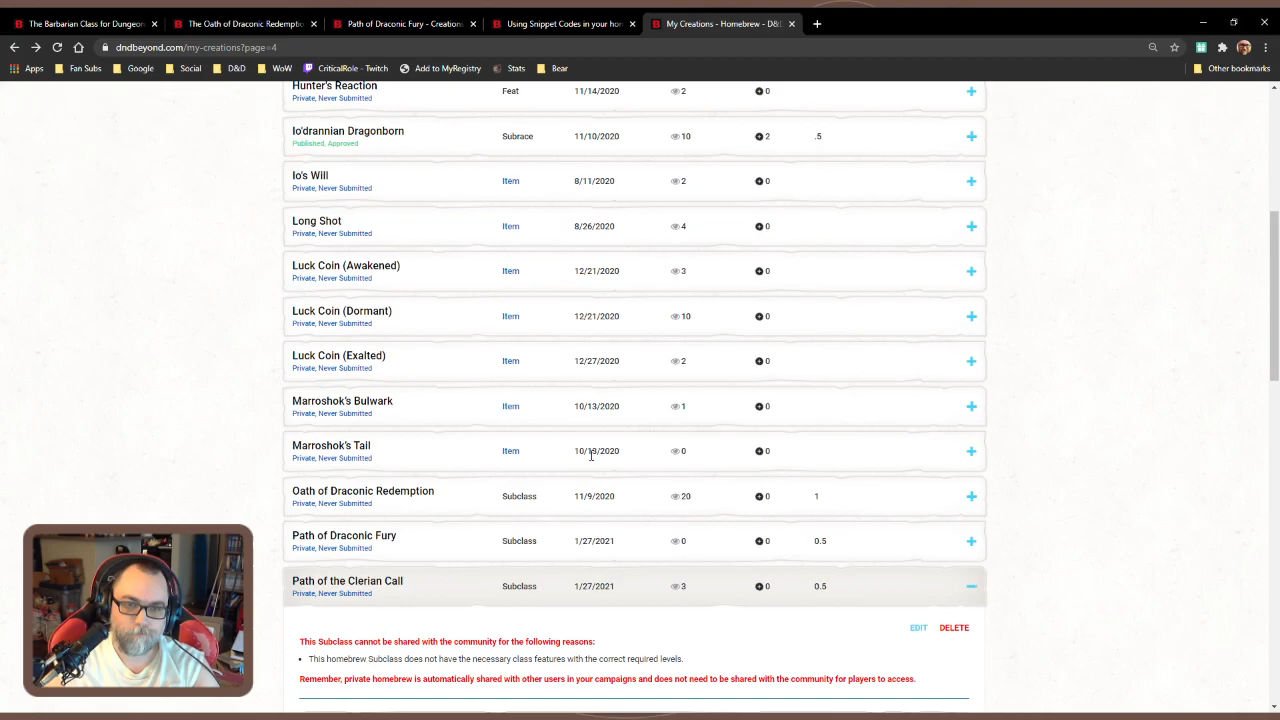 The Barbarian Class for Dungeon
The Oath of Draconic Redemptio
Path of Draconic Fury - Creations
Using Snippet Codes in your hon
My Creations - Homebrew - D&D
dndbeyond.com/my-creations?page=4
Apps
Fan Subs
Google
Social
D&D
WoW
CriticalRole - Twitch
Add to MyRegistry
Stats
Bear
Other bookmarks
Hunter's Reaction
Private, Never Submitted
Feat
11/14/2020
2
0
Io'drannian Dragonborn
Published, Approved
Subrace
11/10/2020
10
2
.5
Io's Will
Private, Never Submitted
Item
8/11/2020
2
0
Long Shot
Private, Never Submitted
Item
8/26/2020
4
0
Luck Coin (Awakened)
Private, Never Submitted
Item
12/21/2020
3
0
Luck Coin (Dormant)
Private, Never Submitted
Item
12/21/2020
10
0
Luck Coin (Exalted)
Private, Never Submitted
Item
12/27/2020
2
0
Marroshok's Bulwark
Private, Never Submitted
Item
10/13/2020
1
0
Marroshok's Tail
Private, Never Submitted
Item
10/13/2020
0
0
Oath of Draconic Redemption
Private, Never Submitted
Subclass
11/9/2020
20
0
1
Path of Draconic Fury
Private, Never Submitted
Subclass
1/27/2021
0
0
0.5
Path of the Clerian Call
Private, Never Submitted
Subclass
1/27/2021
3
0
0.5
EDIT DELETE
This Subclass cannot be shared with the community for the following reasons:
• This homebrew Subclass does not have the necessary class features with the correct required levels.
Remember, private homebrew is automatically shared with other users in your campaigns and does not need to be shared with the community for players to access.